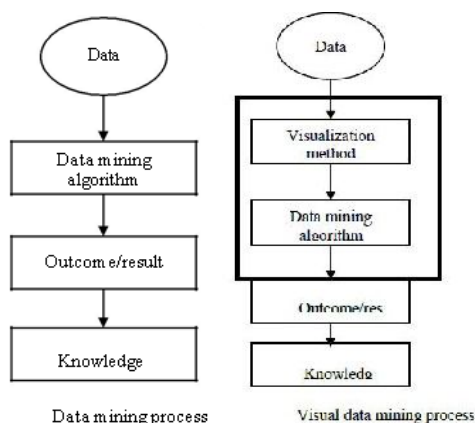 Data
Data mining
algorithm
Outcome/result
Knowledge
Data mining process
Data
Visualization
method
Data mining
algorithm
Outcome/res
Knowledg
Visual data mining process